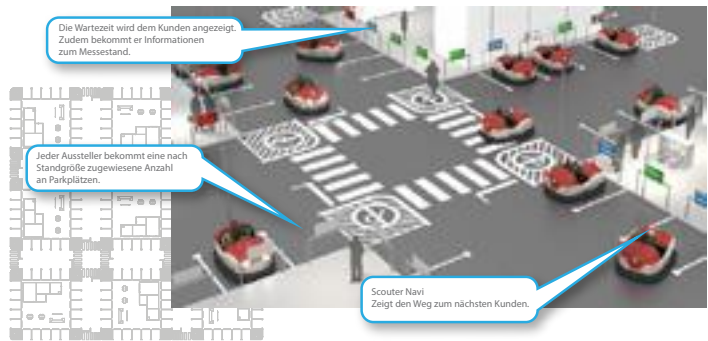 Die Wartezeit wird dem Kunden angezeigt.
Zudem bekommt er Informationen
zum Messestand.
Jeder Aussteller bekommt eine nach
Standgröße zugewiesene Anzahl
an Parkplätzen.
Scouter Navi
Zeigt den Weg zum nächsten Kunden.